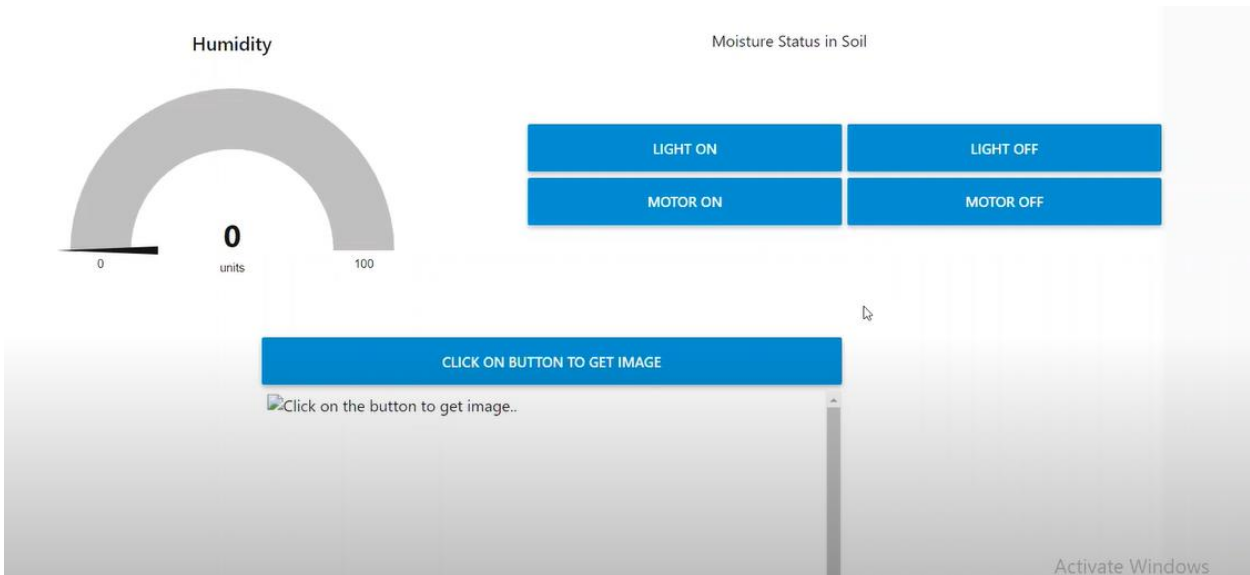 Humidity
Moisture Status in Soil
LIGHT ON
LIGHT OFF
MOTOR ON
MOTOR OFF
0
0
units
100
CLICK ON BUTTON TO GET IMAGE
Click on the button to get image..
Activate Windows